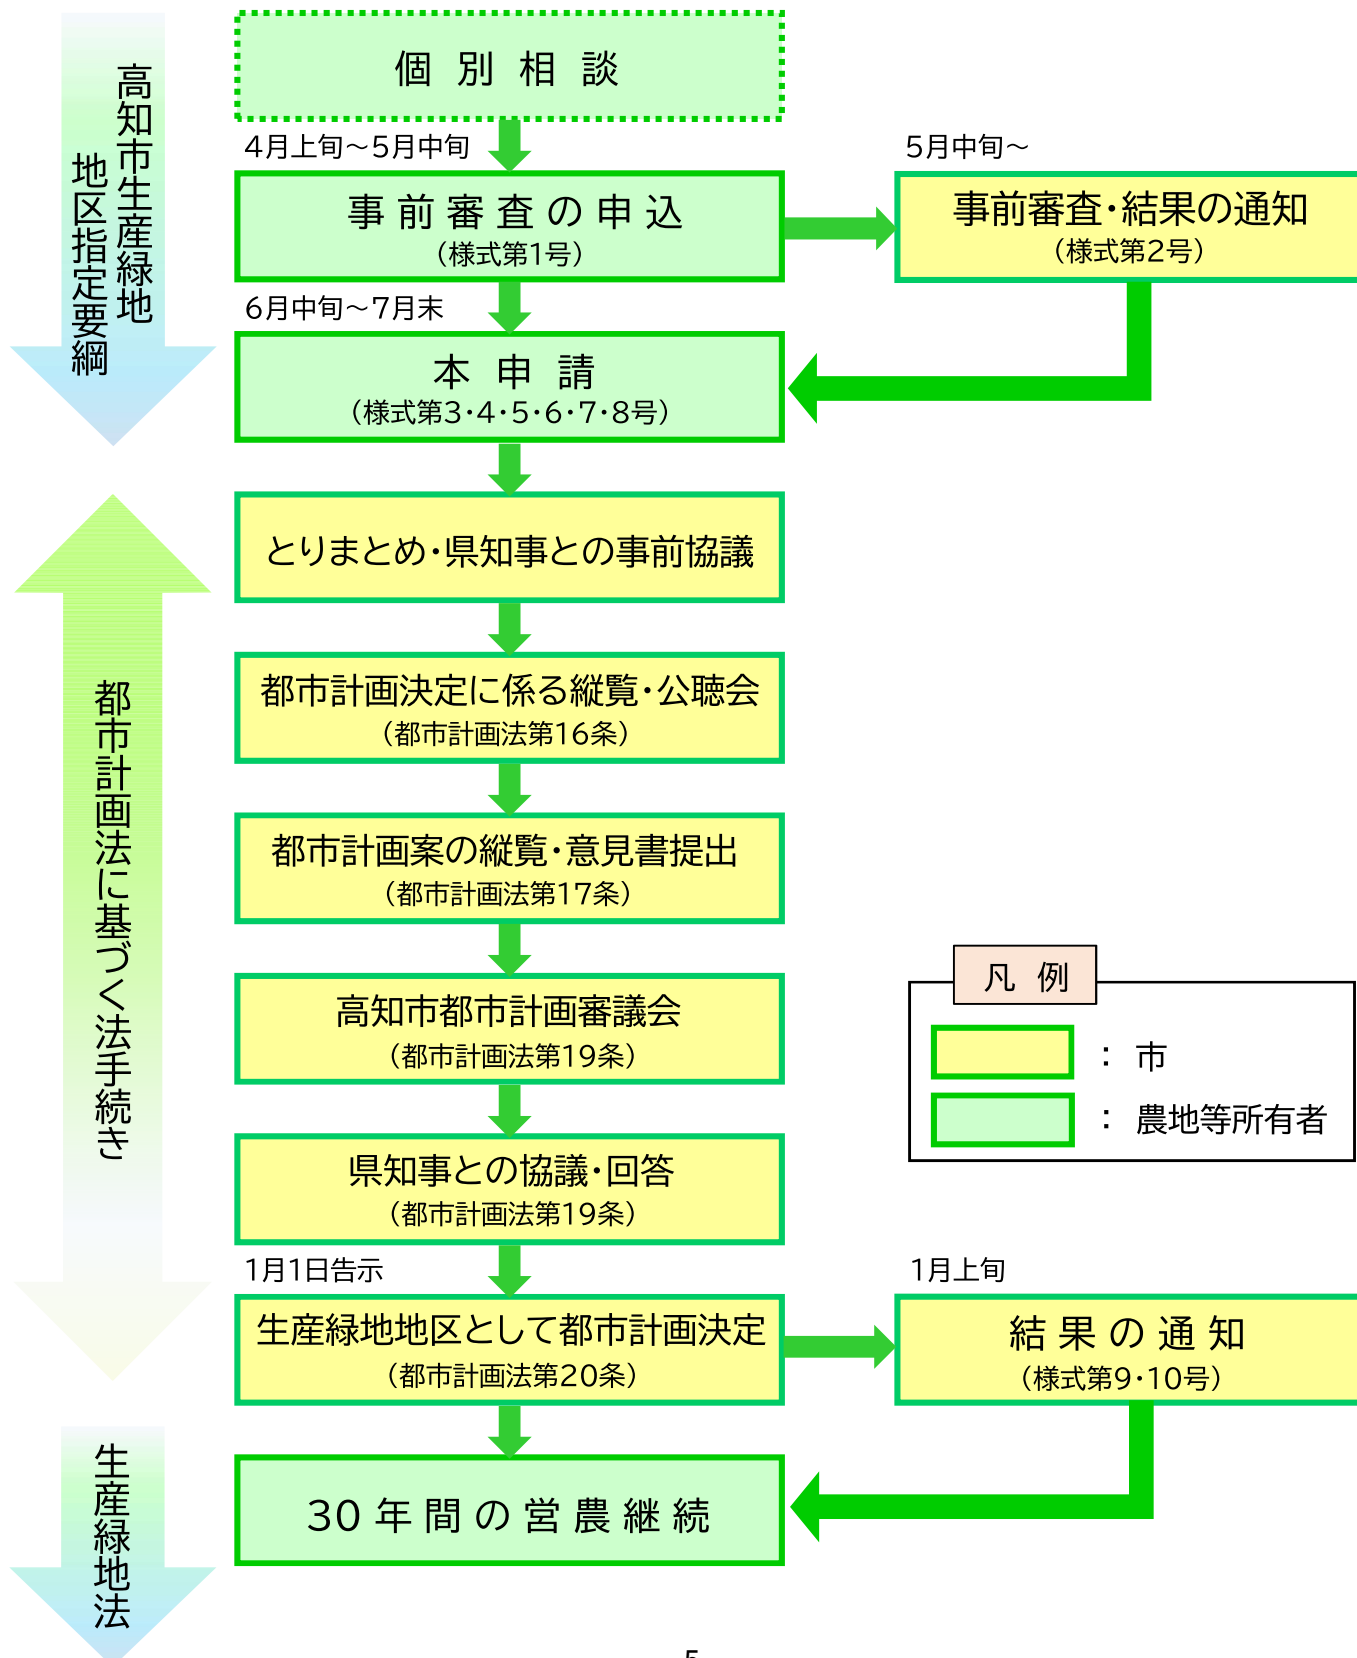 高知市生産緑地
地区指定要綱
個別相談
4月上旬～5月中旬
事前審査の申込
（様式第1号）
5月中旬～
事前審査・結果の通知
（様式第2号）
6月中旬～7月末
本申請
（様式第3・4・5・6・7・8号）
都市計画法に基づく法手続き
とりまとめ・県知事との事前協議
都市計画決定に係る縦覧・公聴会
（都市計画法第16条）
都市計画案の縦覧・意見書提出
（都市計画法第17条）
高知市都市計画審議会
（都市計画法第19条）
県知事との協議・回答
（都市計画法第19条）
凡例
：市
：農地等所有者
1月1日告示
生産緑地地区として都市計画決定
（都市計画法第20条）
1月上旬
結果の通知
（様式第9・10号）
生産緑地法
30年間の営農継続
5